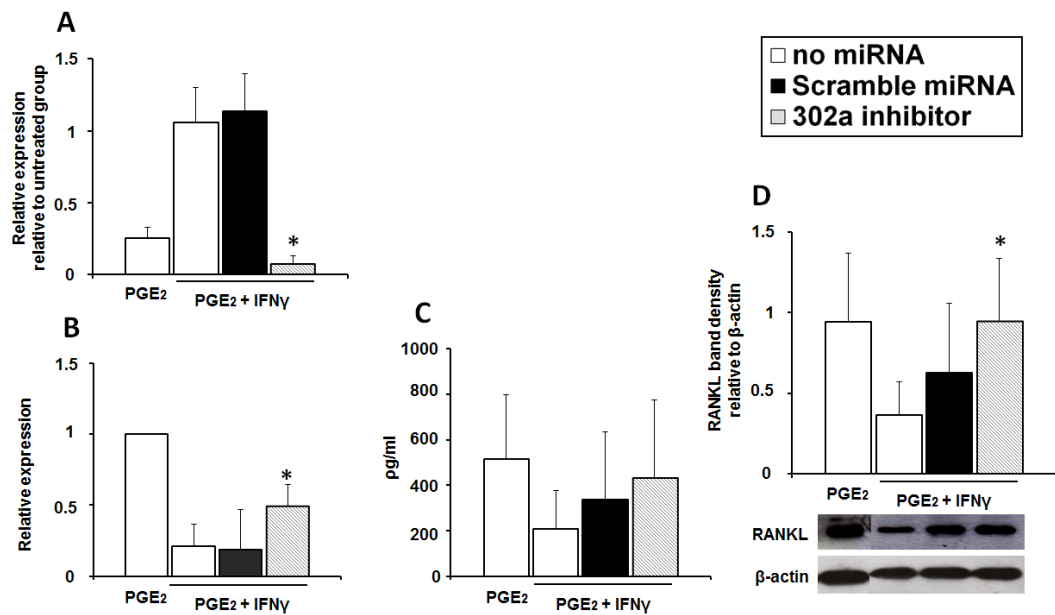 A
Relative expression
relative to untreated group
1.5
1
0.5
0
*
PGE₂
PGE₂ + IFNγ
no miRNA
Scramble miRNA
302a inhibitor
B
Relative expression
1.5
1
0.5
0
*
PGE₂
PGE₂ + IFNγ
C
ρg/ml
1000
800
600
400
200
0
PGE₂
PGE₂ + IFNγ
D
RANKL band density
relative to β-actin
1.5
1
0.5
0
*
PGE₂
PGE₂ + IFNγ
RANKL
β-actin